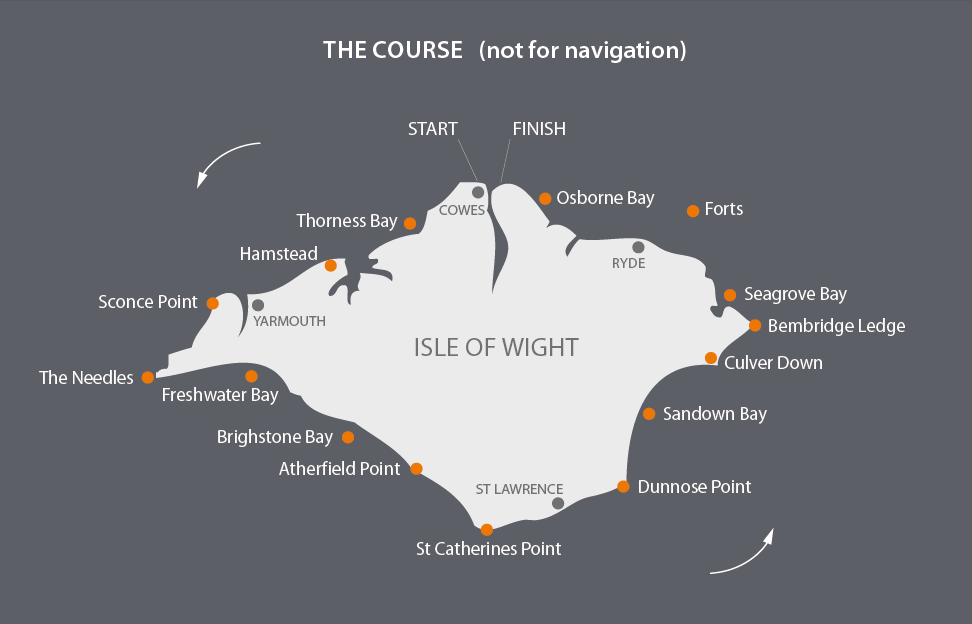 THE COURSE (not for navigation)
START
FINISH
Osborne Bay
COWES
Forts
Thorness Bay
Hamstead
RYDE
Seagrove Bay
Sconce Point
YARMOUTH
Bembridge Ledge
ISLE OF WIGHT
Culver Down
The Needles
Freshwater Bay
Sandown Bay
Brighstone Bay
Atherfield Point
ST LAWRENCE
Dunnose Point
St Catherines Point